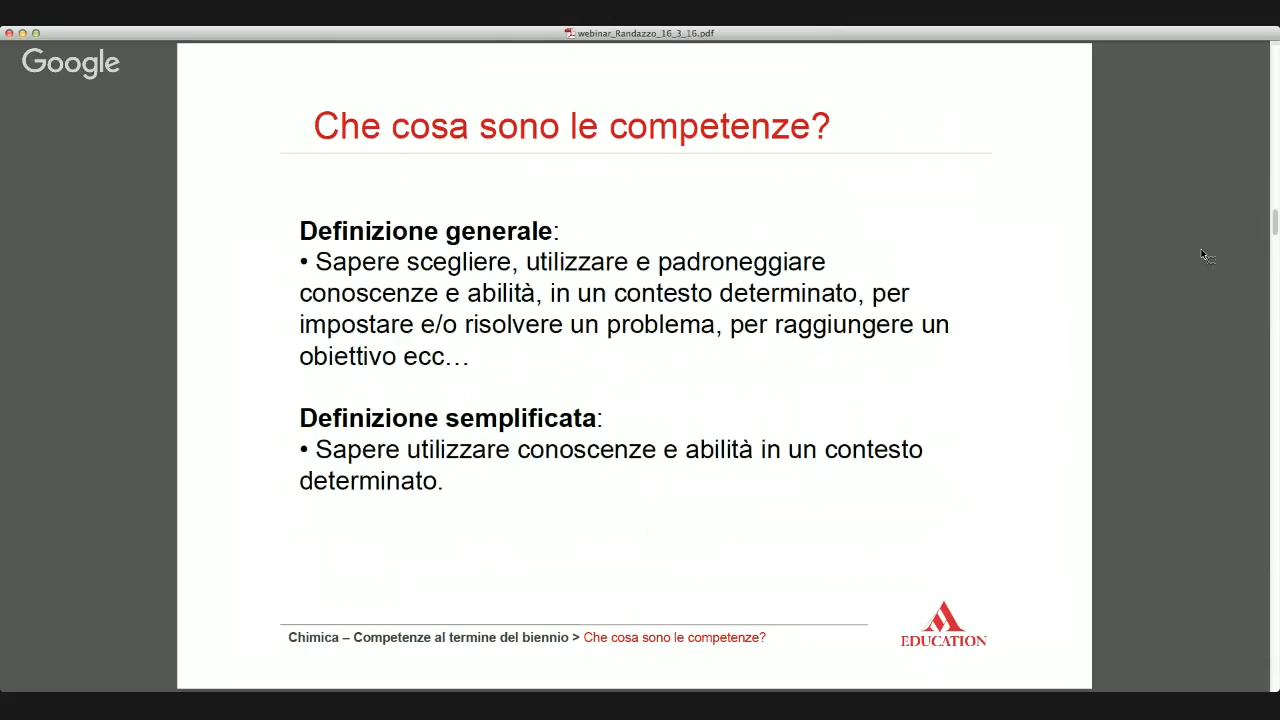 webinar_Randazzo_16_3_16.pdf
Google
Che cosa sono le competenze?
Definizione generale:
• Sapere scegliere, utilizzare e padroneggiare
conoscenze e abilità, in un contesto determinato, per
impostare e/o risolvere un problema, per raggiungere un
obiettivo ecc…
Definizione semplificata:
• Sapere utilizzare conoscenze e abilità in un contesto
determinato.
Chimica – Competenze al termine del biennio > Che cosa sono le competenze?
EDUCATION